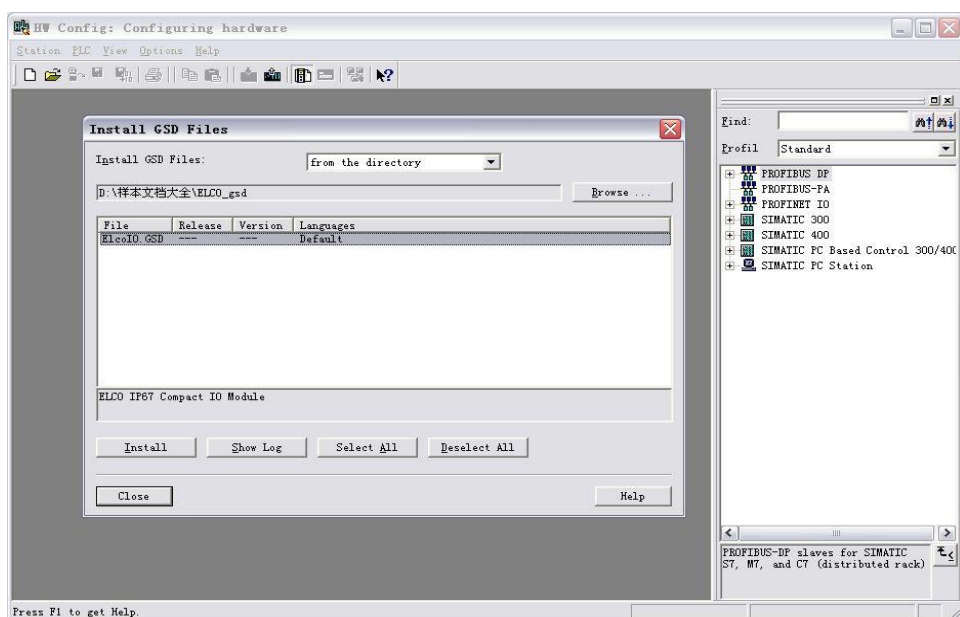 HW Config: Configuring hardware
Station PLC View Options Help
Install GSD Files
Install GSD Files:
from the directory
D:\样本文档大全\ELCO_gsd
Browse ...
File Release Version Languages
ElcoIO.GSD --- --- Default
ELCO IP67 Compact IO Module
Install Show Log Select All Deselect All
Close Help
Find:
Profil Standard
PROFIBUS DP
PROFIBUS-PA
PROFINET IO
SIMATIC 300
SIMATIC 400
SIMATIC PC Based Control 300/400
SIMATIC PC Station
PROFIBUS-DP slaves for SIMATIC
S7, M7, and C7 (distributed rack)
Press F1 to get Help.